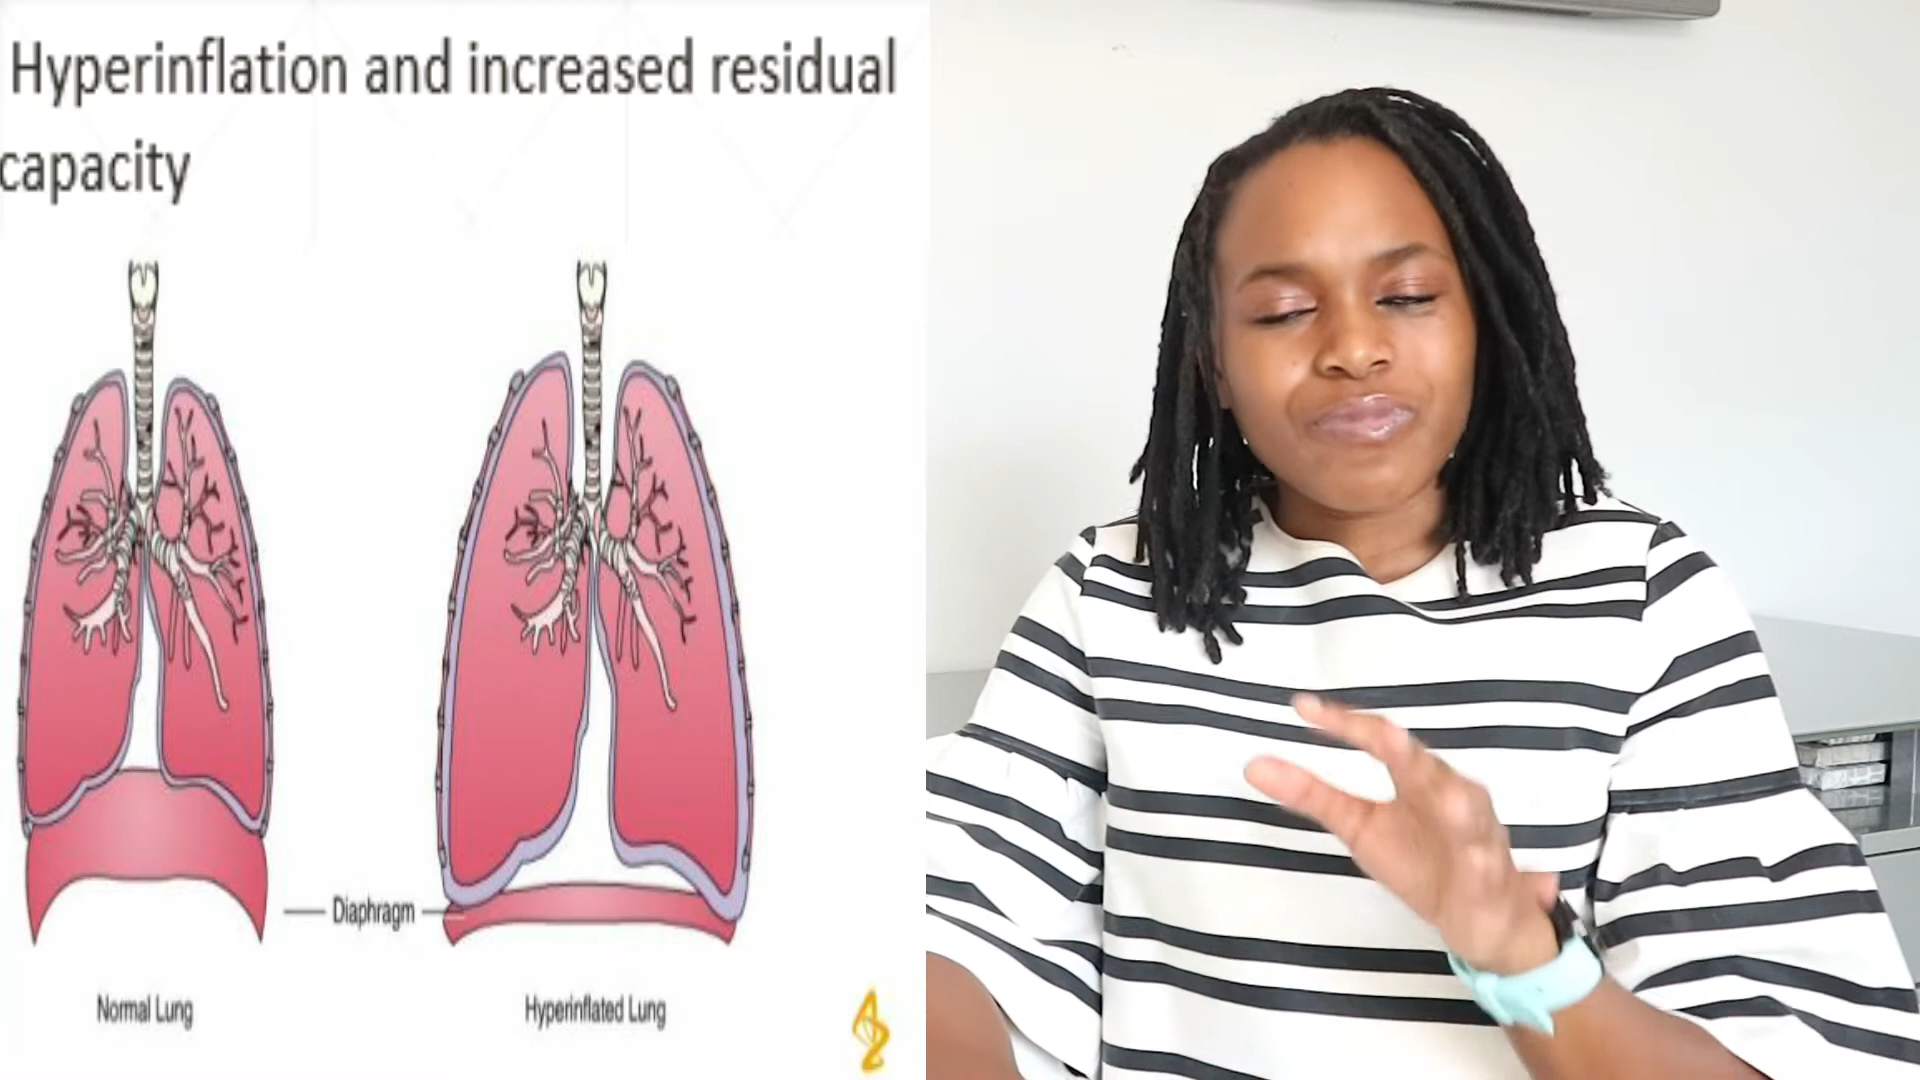 Hyperinflation and increased residual
capacity
Diaphragm
Normal Lung
Hyperinflated Lung